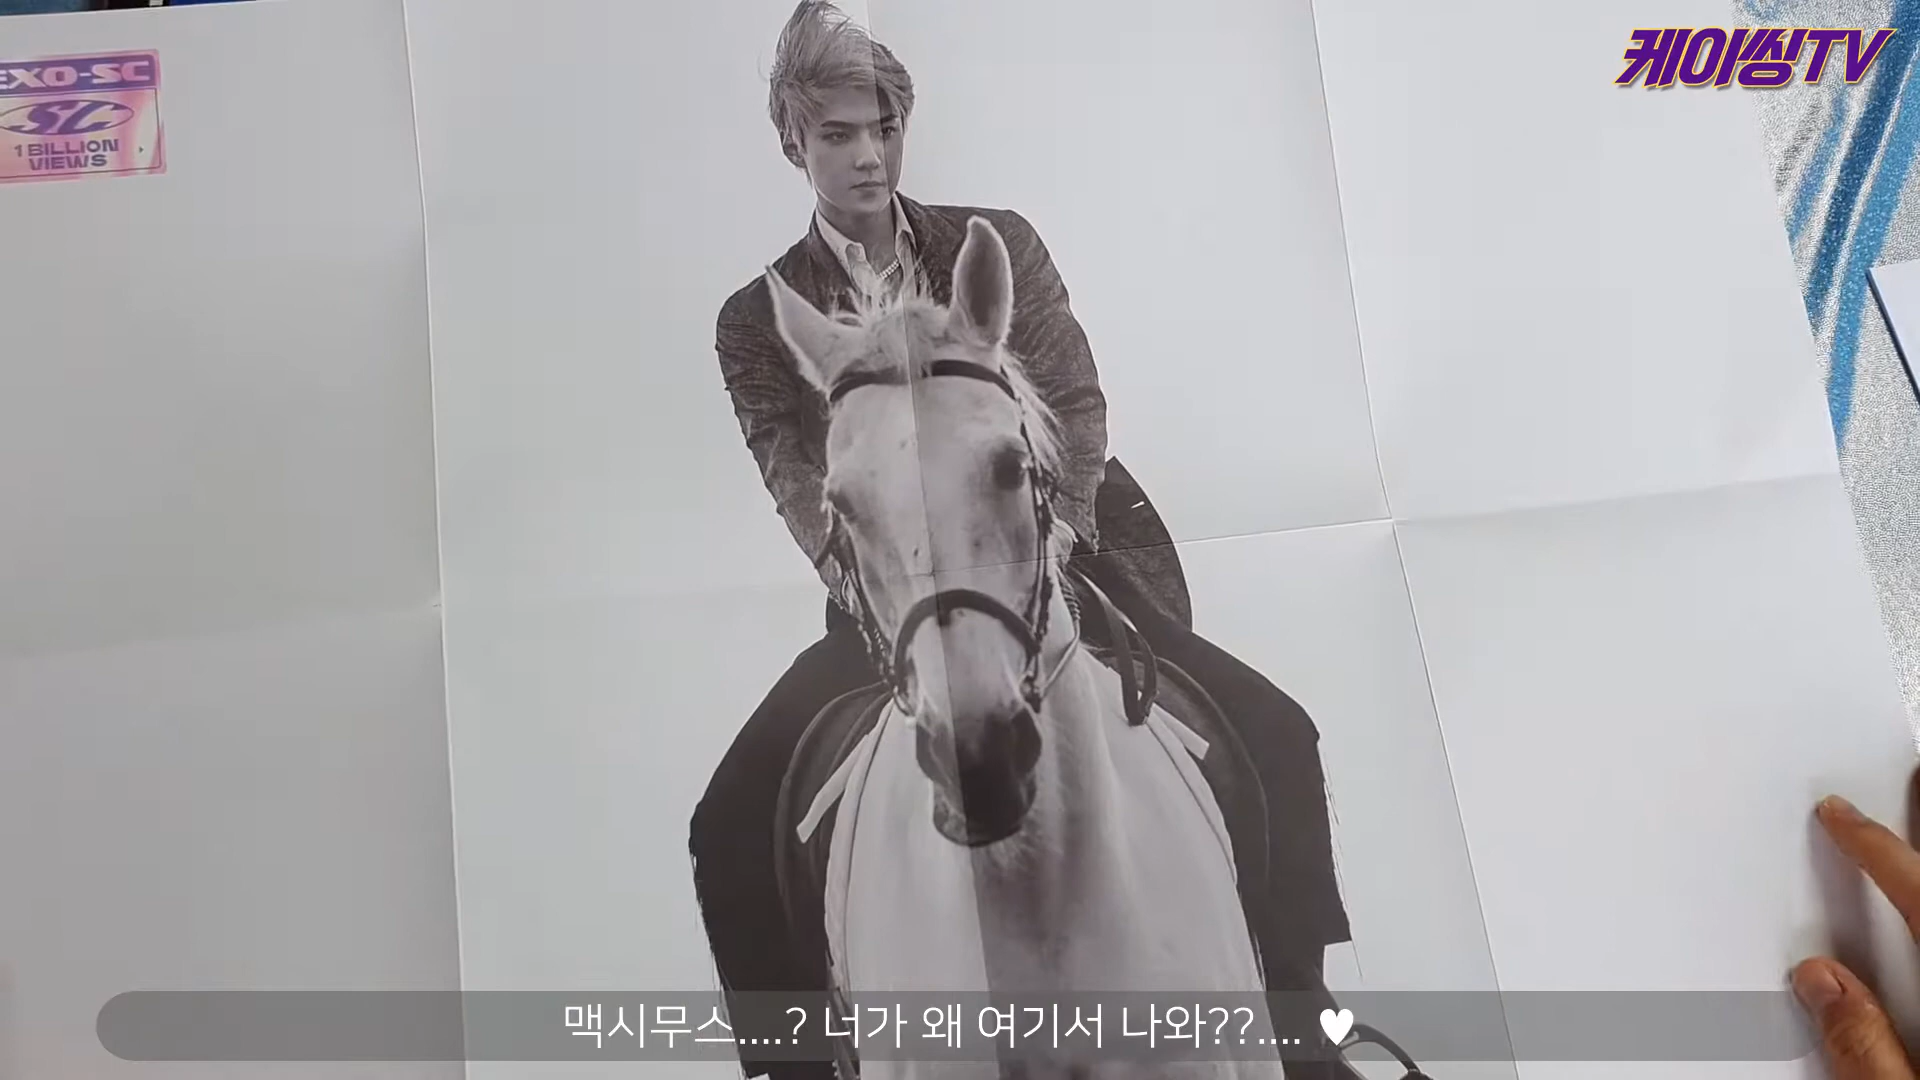 EXO-SC
SC
1 BILLION
VIEWS
케이씽TV
맥시무스....? 너가 왜 여기서 나와??.... ♥